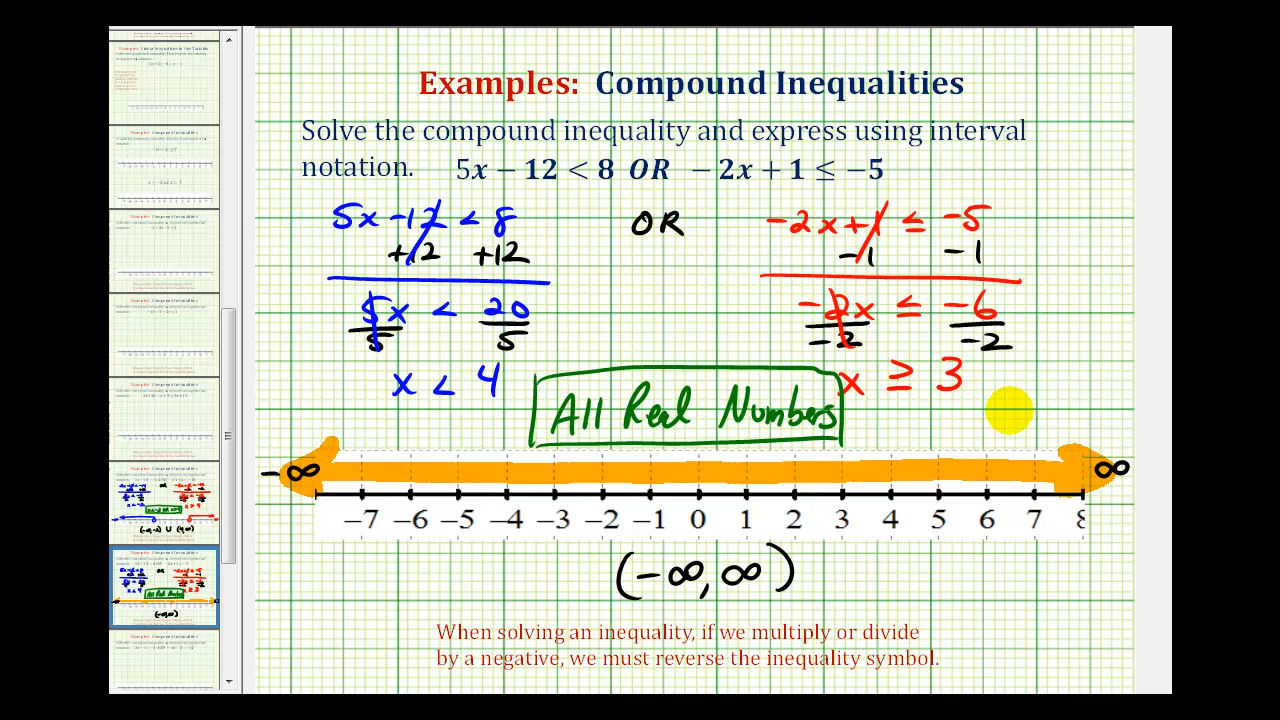 Examples: Compound Inequalities
Solve the compound inequality and express using interval
notation. 5x − 12 < 8 OR −2x + 1 ≤ −5
5x −12 < 8 OR −2x+1 ≤ −5
+12 +12 −1 −1
5x < 20 −2x ≤ −6
5 5 −2 −2
x < 4 x ≥ 3
All Real Numbers
−∞ ∞
−7 −6 −5 −4 −3 −2 −1 0 1 2 3 4 5 6 7 8
(−∞, ∞)
When solving an inequality, if we multiply or divide
by a negative, we must reverse the inequality symbol.